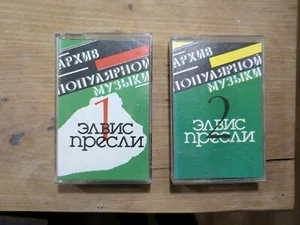 АРХИВ
ПОПУЛЯРНОЙ
МУЗЫКИ
1
ЭЛВИС
ПРЕСЛИ
АРХИВ
ПОПУЛЯРНОЙ
МУЗЫКИ
2
ЭЛВИС
ПРЕСЛИ